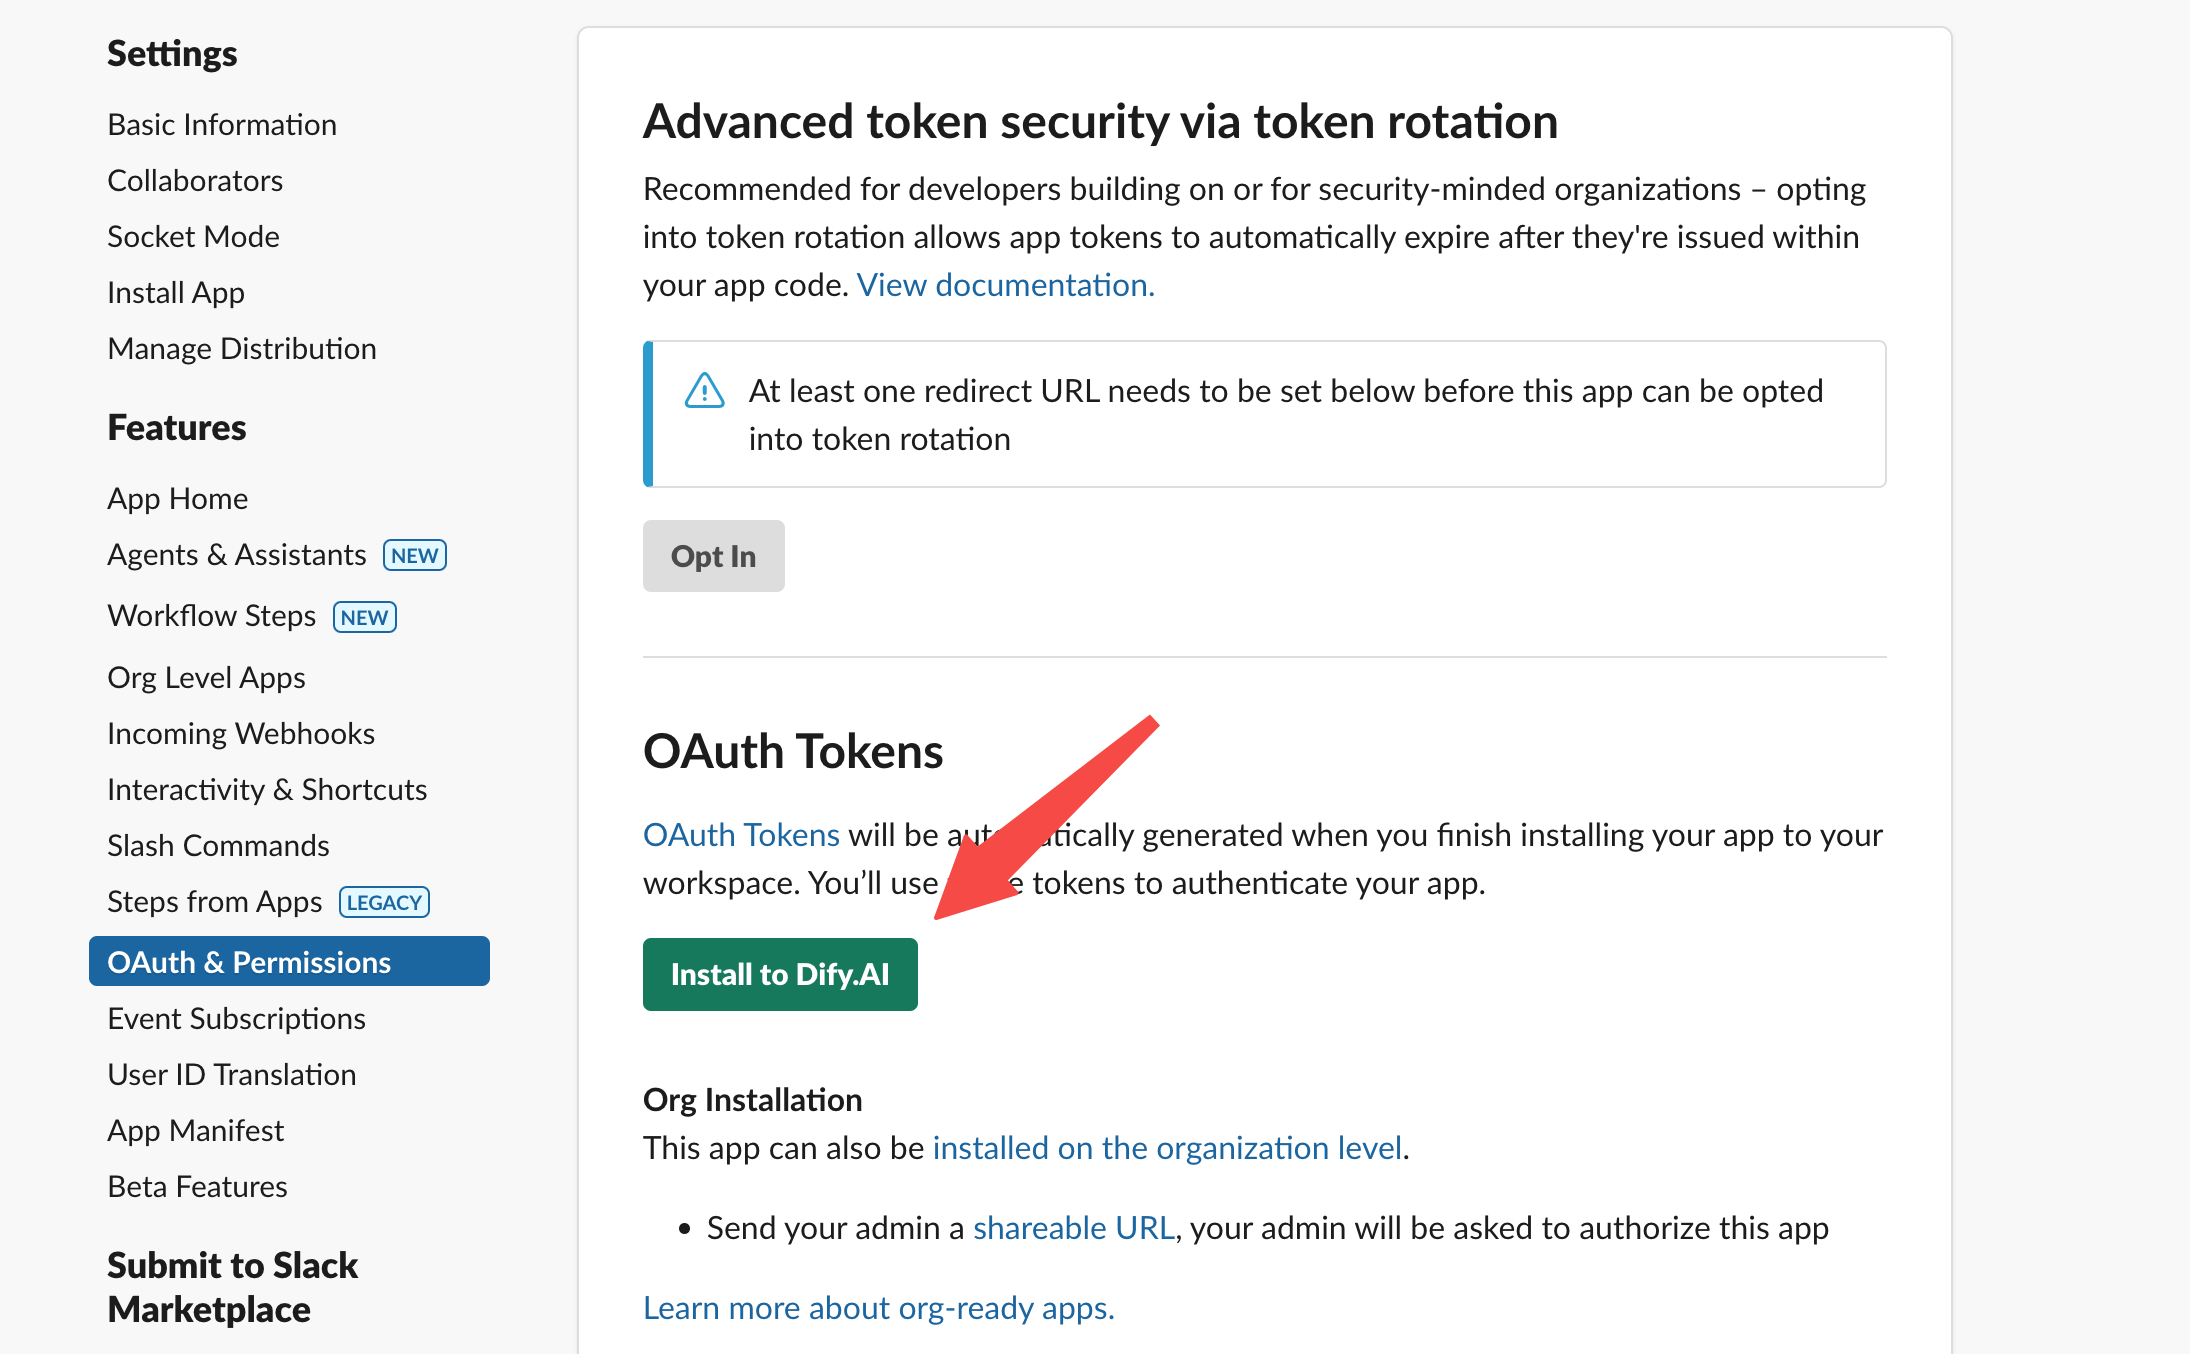 Settings
Basic Information
Collaborators
Socket Mode
Install App
Manage Distribution
Features
App Home
Agents & Assistants NEW
Workflow Steps NEW
Org Level Apps
Incoming Webhooks
Interactivity & Shortcuts
Slash Commands
Steps from Apps LEGACY
OAuth & Permissions
Event Subscriptions
User ID Translation
App Manifest
Beta Features
Submit to Slack
Marketplace
Advanced token security via token rotation
Recommended for developers building on or for security-minded organizations – opting
into token rotation allows app tokens to automatically expire after they're issued within
your app code. View documentation.
At least one redirect URL needs to be set below before this app can be opted
into token rotation
Opt In
OAuth Tokens
OAuth Tokens will be automatically generated when you finish installing your app to your
workspace. You’ll use tokens to authenticate your app.
Install to Dify.AI
Org Installation
This app can also be installed on the organization level.
• Send your admin a shareable URL, your admin will be asked to authorize this app
Learn more about org-ready apps.